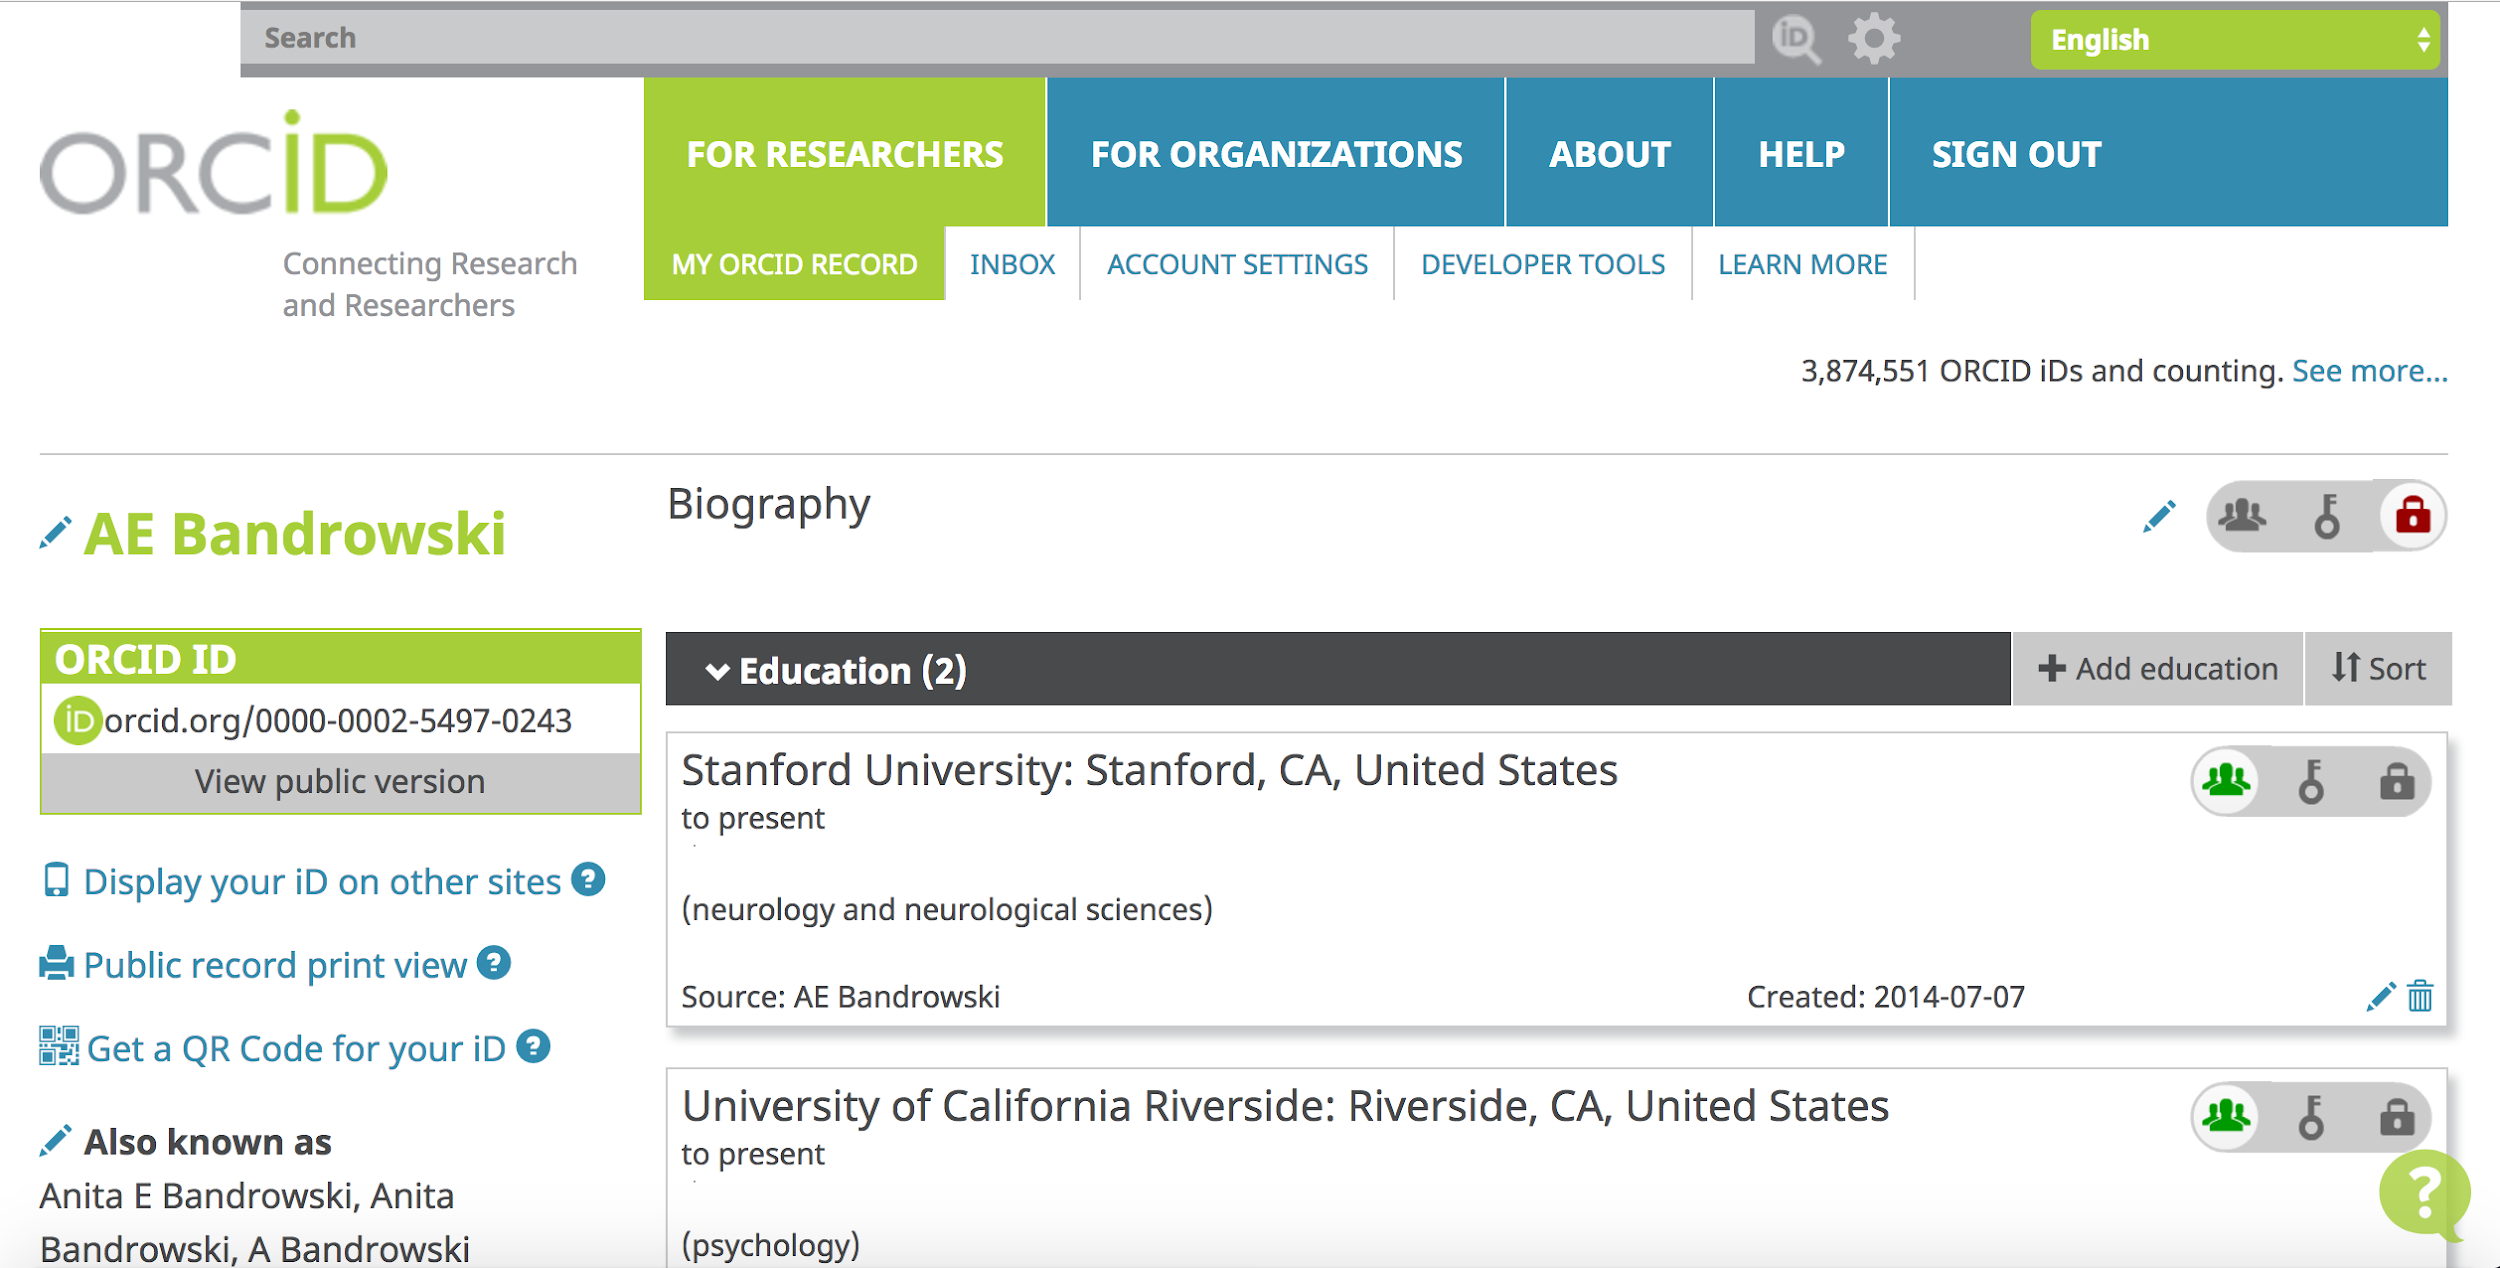 Search
English
ORCiD
Connecting Research
and Researchers
FOR RESEARCHERS
FOR ORGANIZATIONS
ABOUT
HELP
SIGN OUT
MY ORCID RECORD
INBOX
ACCOUNT SETTINGS
DEVELOPER TOOLS
LEARN MORE
3,874,551 ORCID iDs and counting. See more...
AE Bandrowski
ORCID ID
iD orcid.org/0000-0002-5497-0243
View public version
Display your iD on other sites ?
Public record print view ?
Get a QR Code for your iD ?
Also known as
Anita E Bandrowski, Anita
Bandrowski, A Bandrowski
Biography
Education (2)
Add education
Sort
Stanford University: Stanford, CA, United States
to present
(neurology and neurological sciences)
Source: AE Bandrowski
Created: 2014-07-07
University of California Riverside: Riverside, CA, United States
to present
(psychology)
?